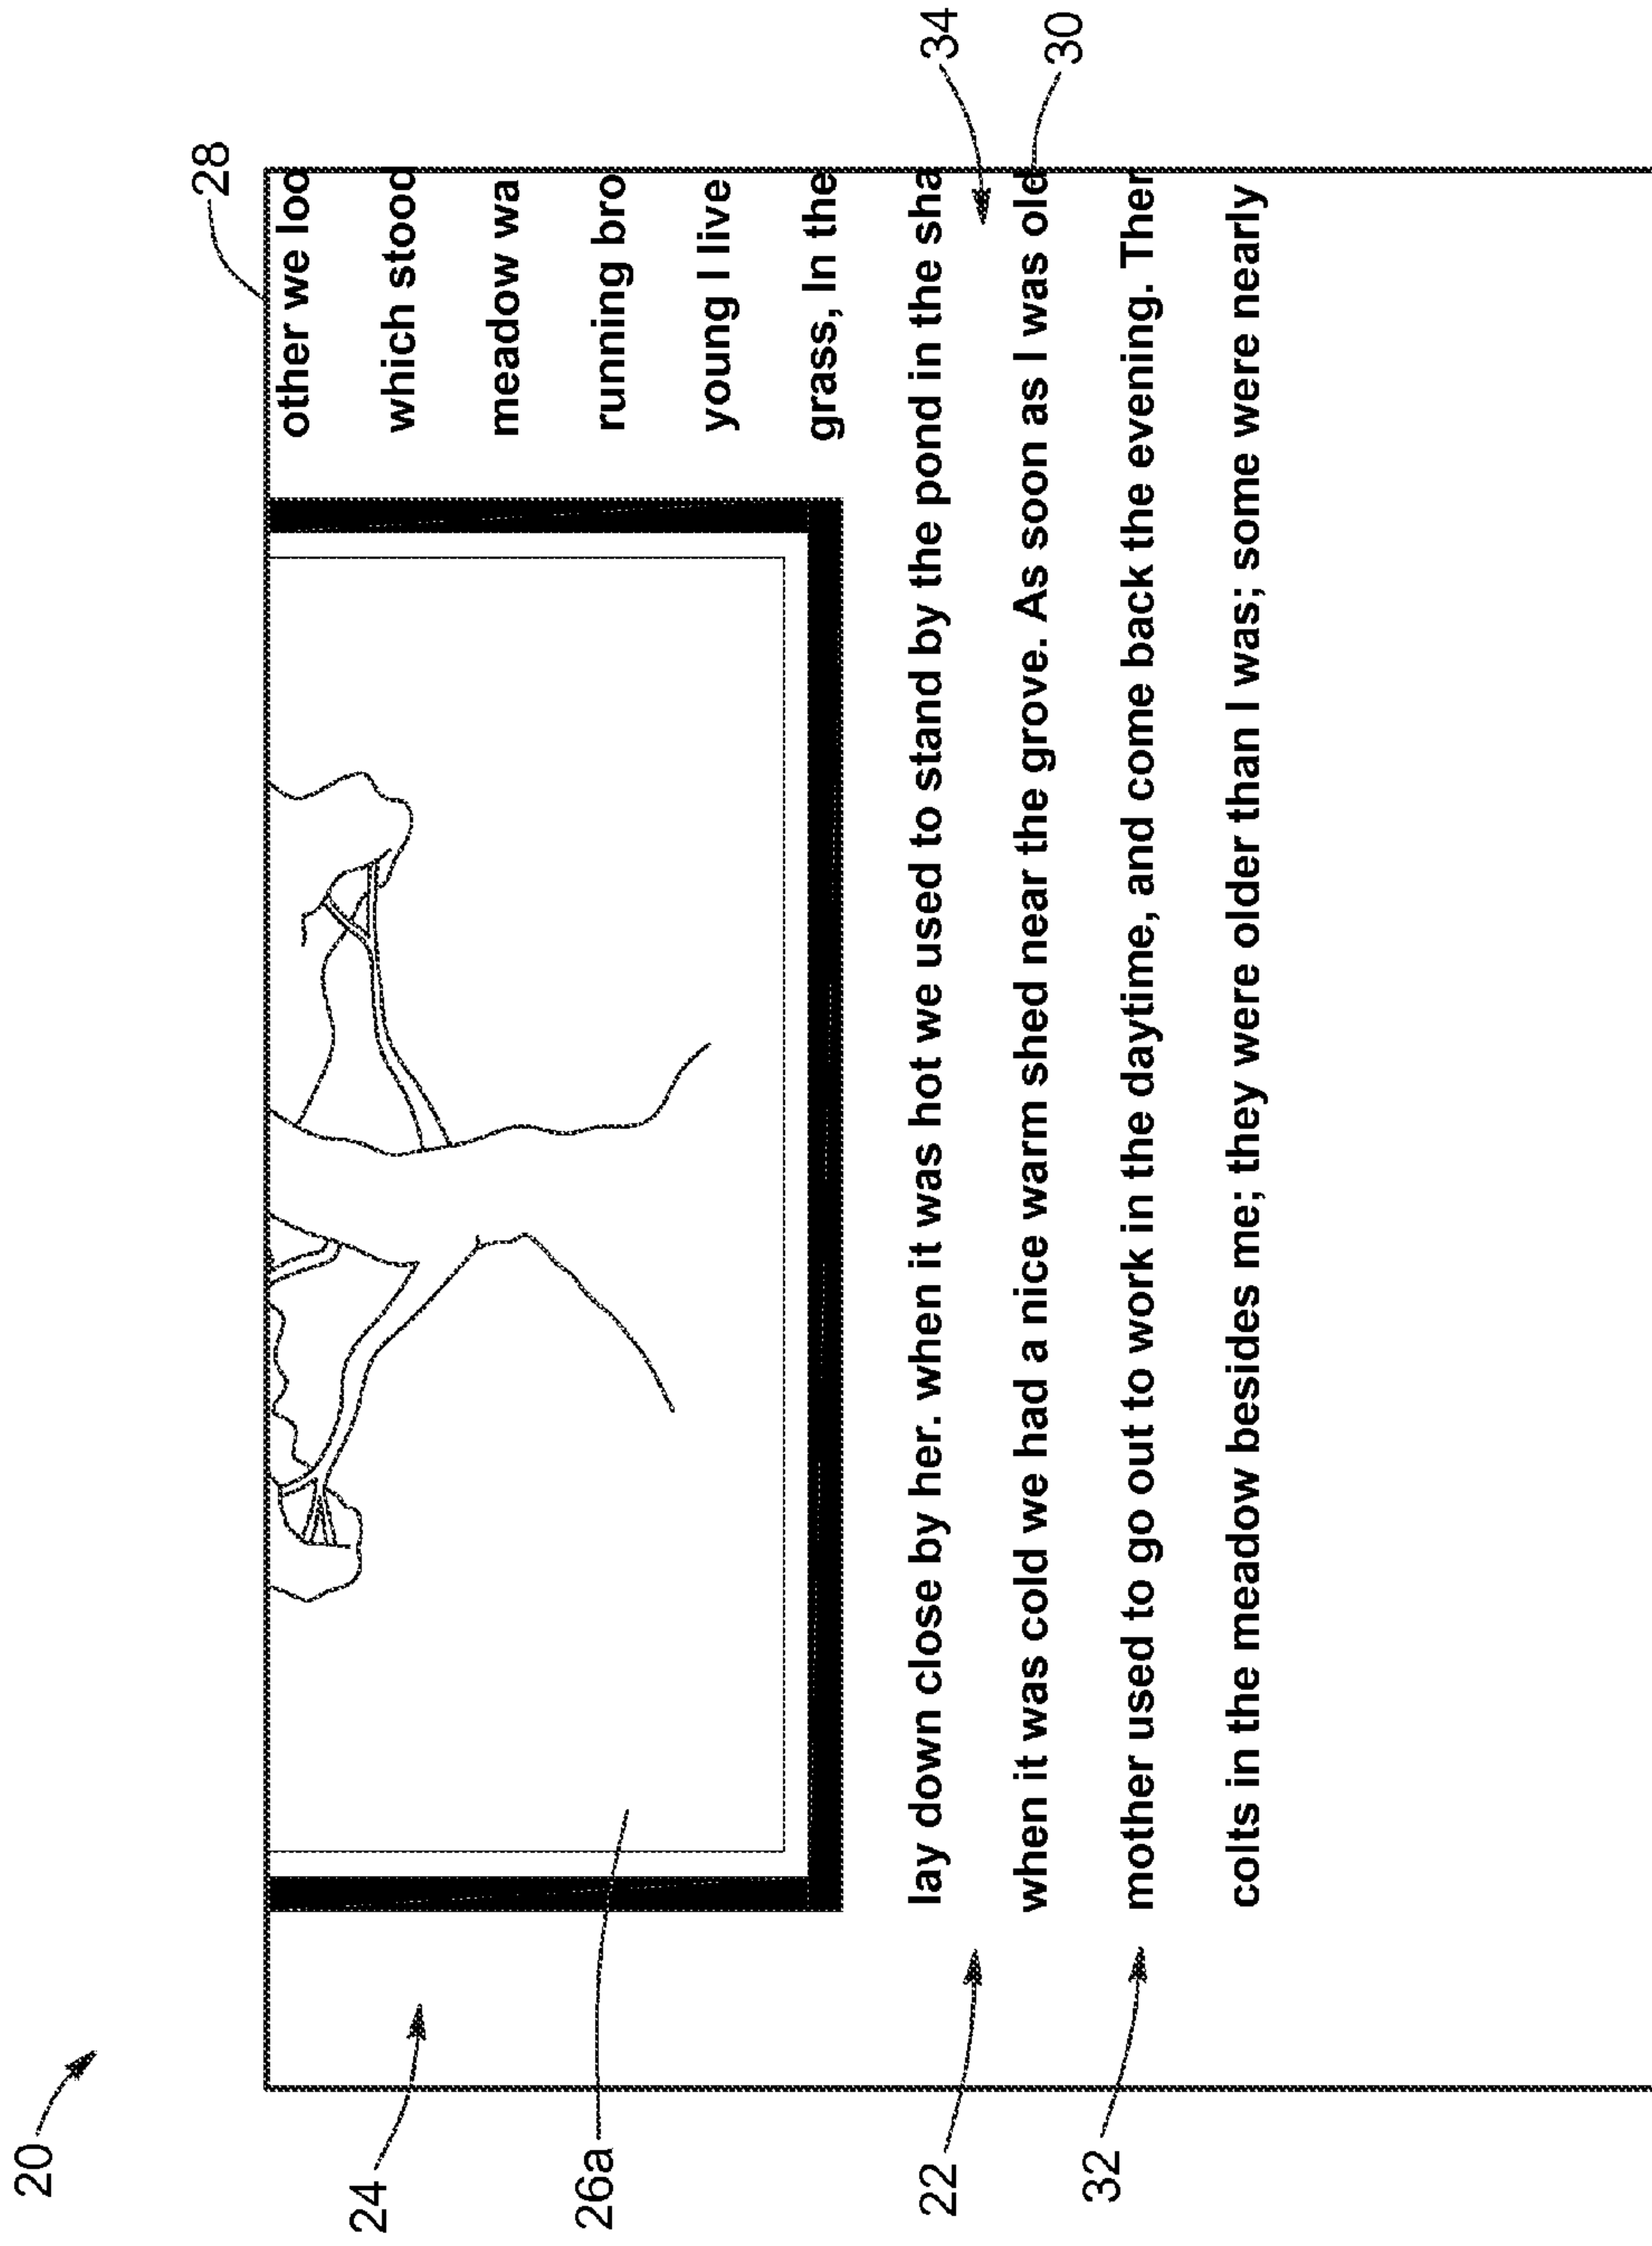 20
28
24
26a
other we loo
which stood
meadow wa
running bro
young I live
grass, In the
lay down close by her. when it was hot we used to stand by the pond in the sha
22
34
when it was cold we had a nice warm shed near the grove. As soon as I was old
30
32
mother used to go out to work in the daytime, and come back the evening. Ther
colts in the meadow besides me; they were older than I was; some were nearly